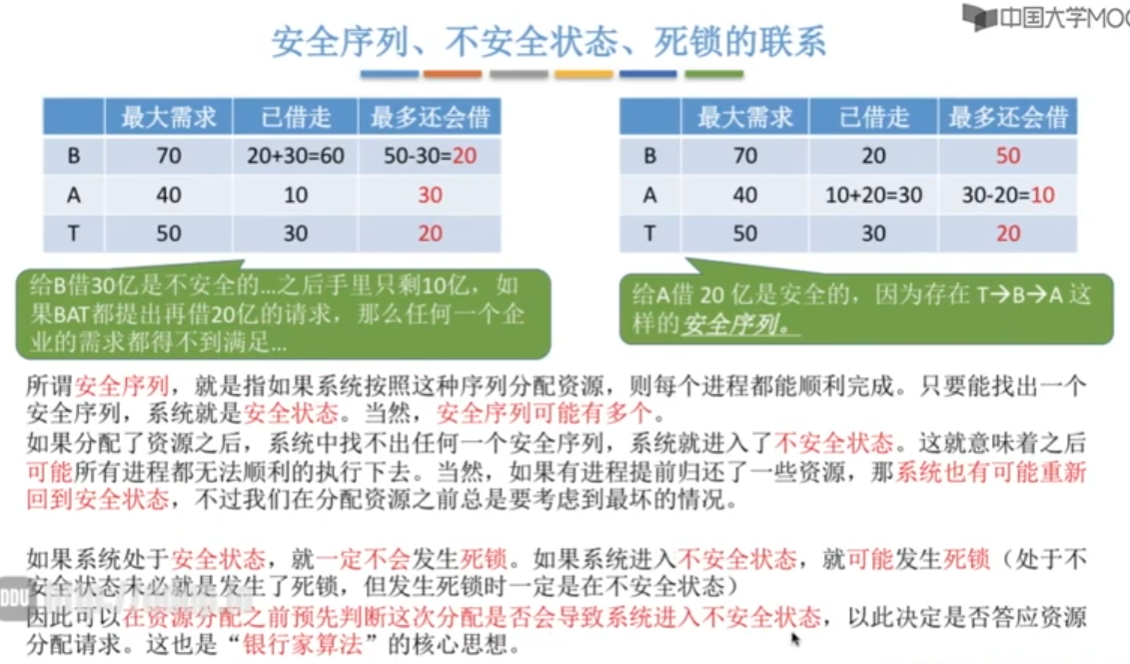 中国大学MOO
安全序列、不安全状态、死锁的联系
最大需求 已借走 最多还会借
B 70 20+30=60 50-30=20
A 40 10 30
T 50 30 20
给B借30亿是不安全的…之后手里只剩10亿，如
果BAT都提出再借20亿的请求，那么任何一个企
业的需求都得不到满足…
最大需求 已借走 最多还会借
B 70 20 50
A 40 10+20=30 30-20=10
T 50 30 20
给A借 20 亿是安全的，因为存在 T→B→A 这
样的安全序列。
所谓安全序列，就是指如果系统按照这种序列分配资源，则每个进程都能顺利完成。只要能找出一个
安全序列，系统就是安全状态。当然，安全序列可能有多个。
如果分配了资源之后，系统中找不出任何一个安全序列，系统就进入了不安全状态。这就意味着之后
可能所有进程都无法顺利的执行下去。当然，如果有进程提前归还了一些资源，那系统也有可能重新
回到安全状态，不过我们在分配资源之前总是要考虑到最坏的情况。
如果系统处于安全状态，就一定不会发生死锁。如果系统进入不安全状态，就可能发生死锁（处于不
安全状态未必就是发生了死锁，但发生死锁时一定是在不安全状态）
因此可以在资源分配之前预先判断这次分配是否会导致系统进入不安全状态，以此决定是否答应资源
分配请求。这也是“银行家算法”的核心思想。